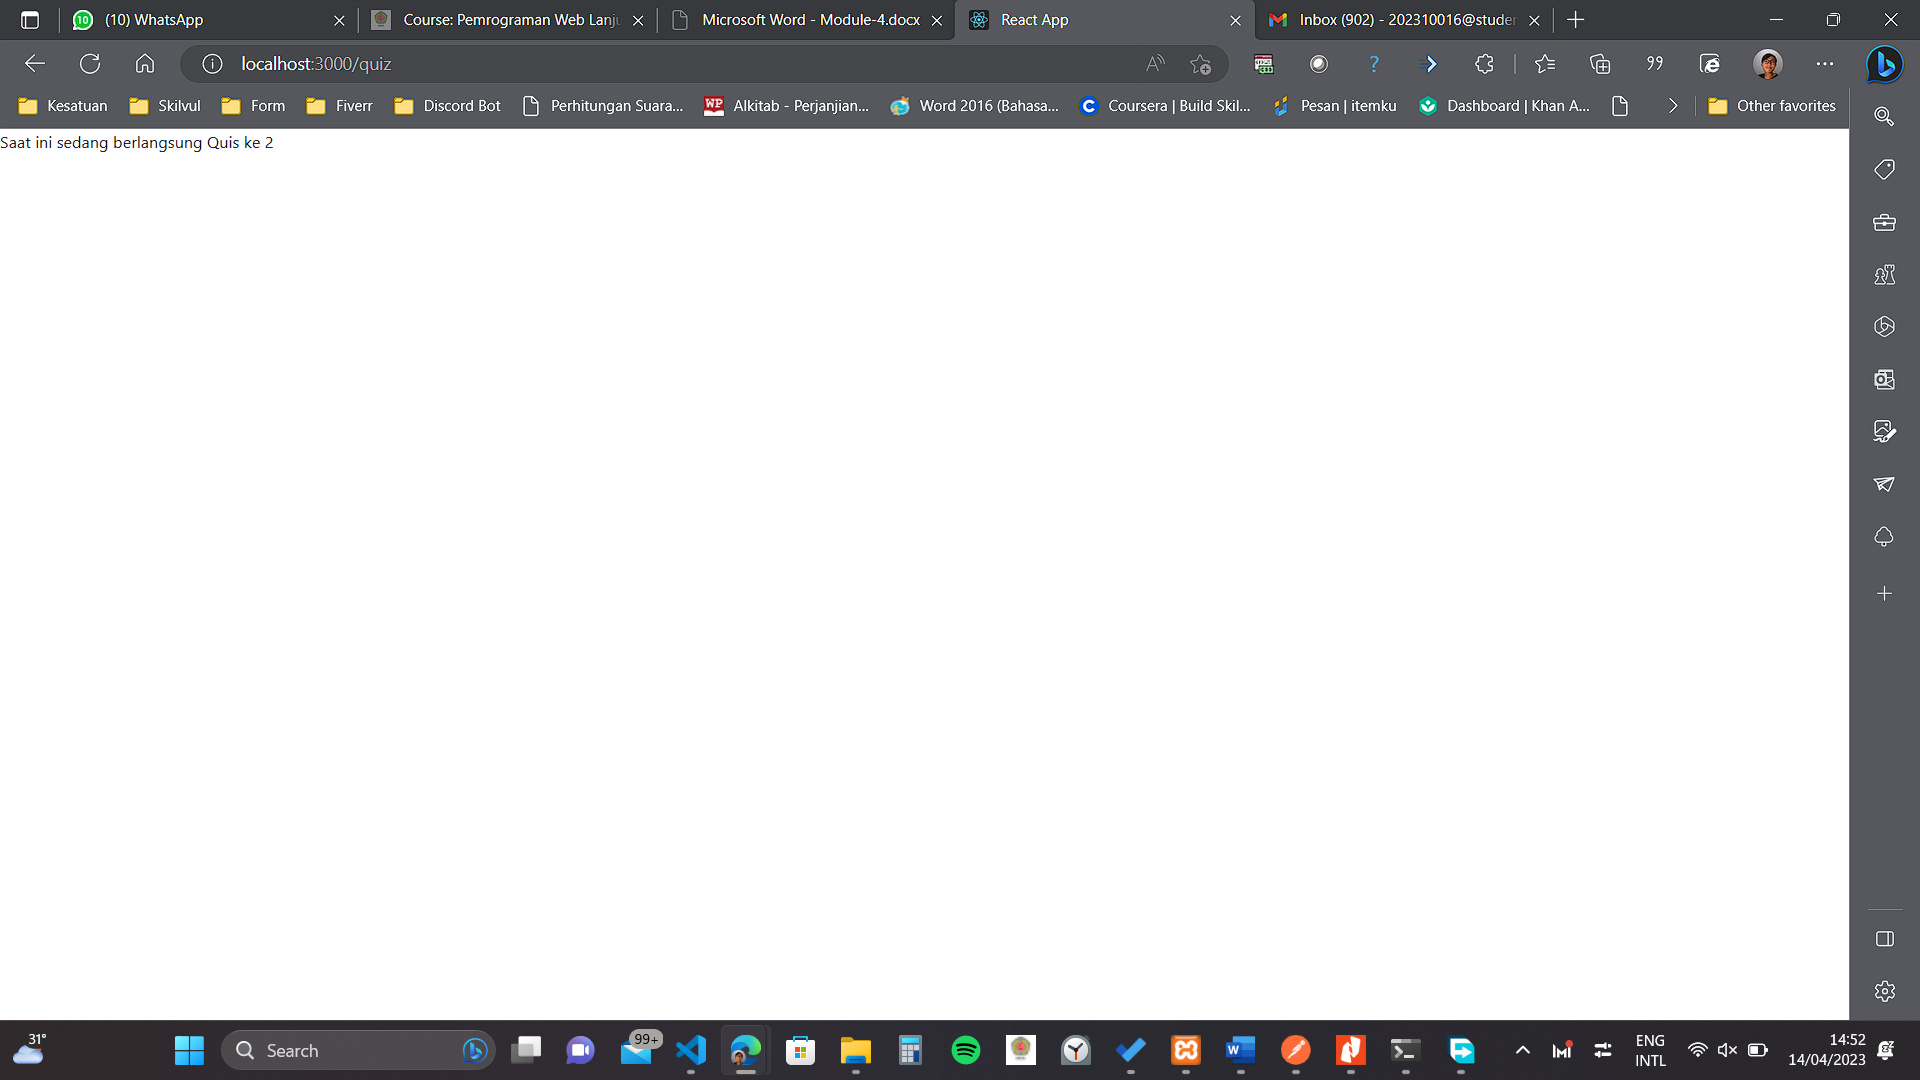 10
(10) WhatsApp
Course: Pemrograman Web Lanju
Microsoft Word - Module-4.docx
React App
Inbox (902) - 202310016@studen
localhost:3000/quiz
Kesatuan
Skilvul
Form
Fiverr
Discord Bot
Perhitungan Suara...
WP
Alkitab - Perjanjian...
Word 2016 (Bahasa...
Coursera | Build Skil...
Pesan | itemku
Dashboard | Khan A...
Other favorites
Saat ini sedang berlangsung Quis ke 2
31°
Search
99+
ENG
INTL
14:52
14/04/2023